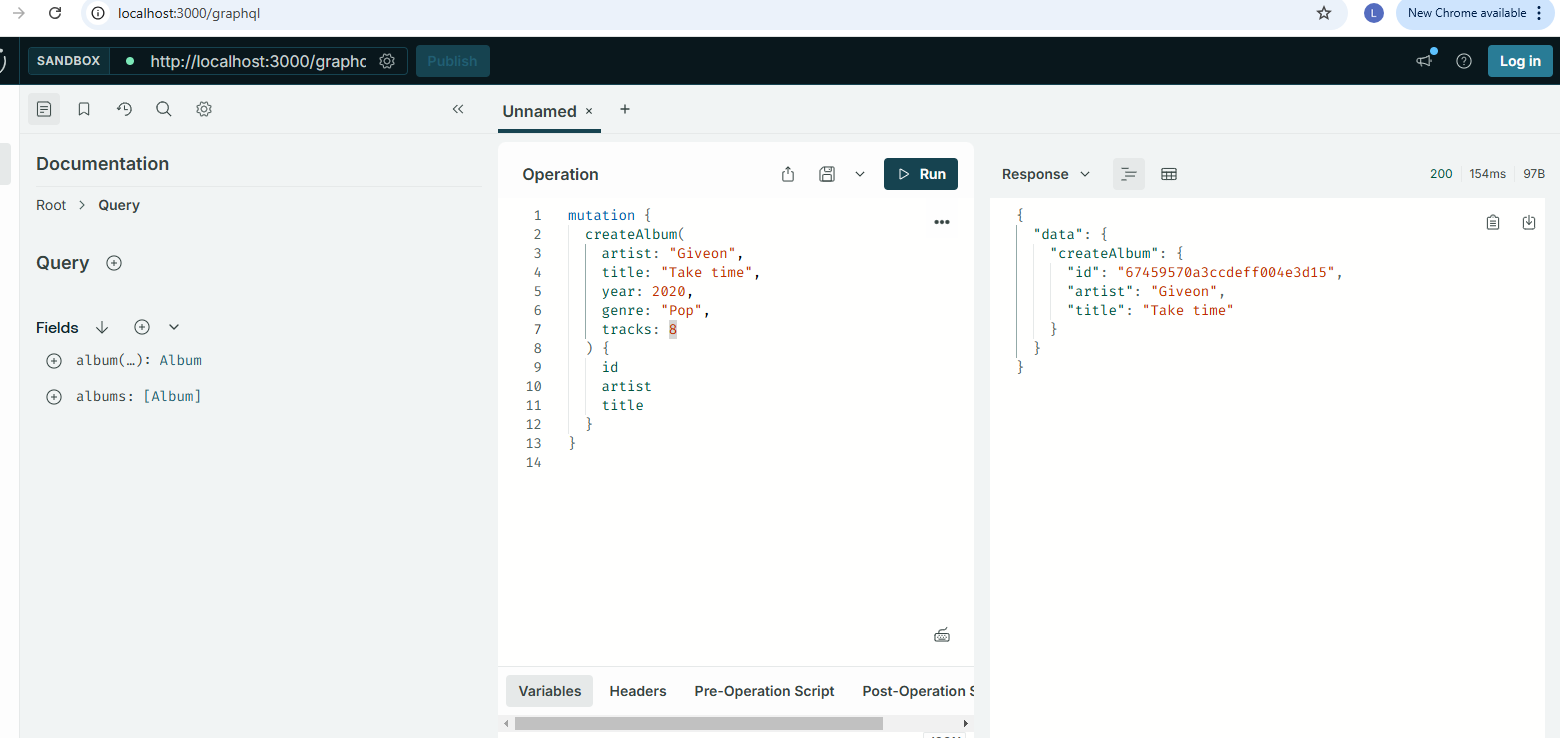 localhost:3000/graphql
L
New Chrome available
SANDBOX
http://localhost:3000/graphc
Publish
Log in
Unnamed
Documentation
Root > Query
Query
Fields
album(…): Album
albums: [Album]
Operation
Run
1 mutation {
2 createAlbum(
3 artist: "Giveon",
4 title: "Take time",
5 year: 2020,
6 genre: "Pop",
7 tracks: 8
8 ) {
9 id
10 artist
11 title
12 }
13 }
14
Variables Headers Pre-Operation Script Post-Operation S
Response
200 154ms 97B
{
"data": {
"createAlbum": {
"id": "67459570a3ccdeff004e3d15",
"artist": "Giveon",
"title": "Take time"
}
}
}